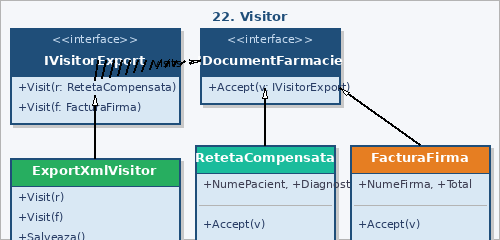 22. Visitor
<<interface>>
IVisitorExport
+Visit(r: RetetaCompensata)
+Visit(f: FacturaFirma)
<<interface>>
DocumentFarmacie
+Accept(v: IVisitorExport)
ExportXmlVisitor
+Visit(r)
+Visit(f)
+Salveaza()
RetetaCompensata
+NumePacient, +Diagnost
+Accept(v)
FacturaFirma
+NumeFirma, +Total
+Accept(v)